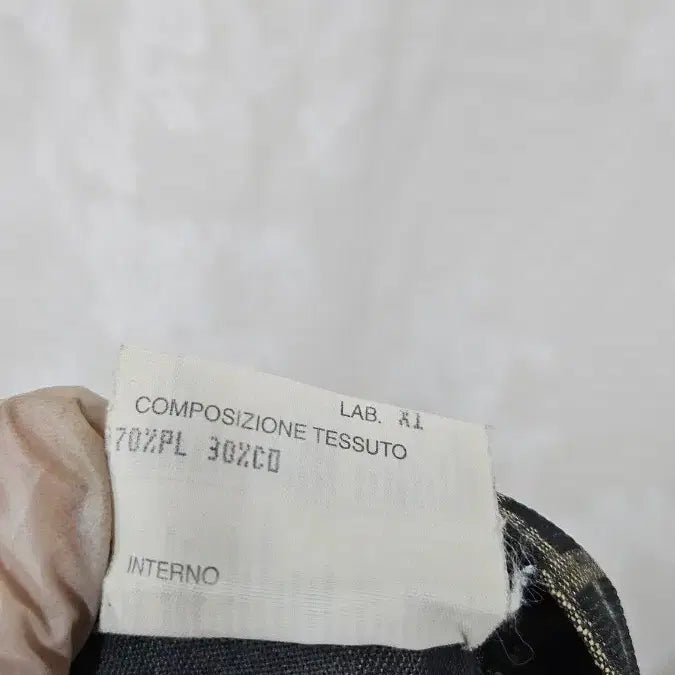 LAB. X1
COMPOSIZIONE TESSUTO
70%PL 30%CO
INTERNO